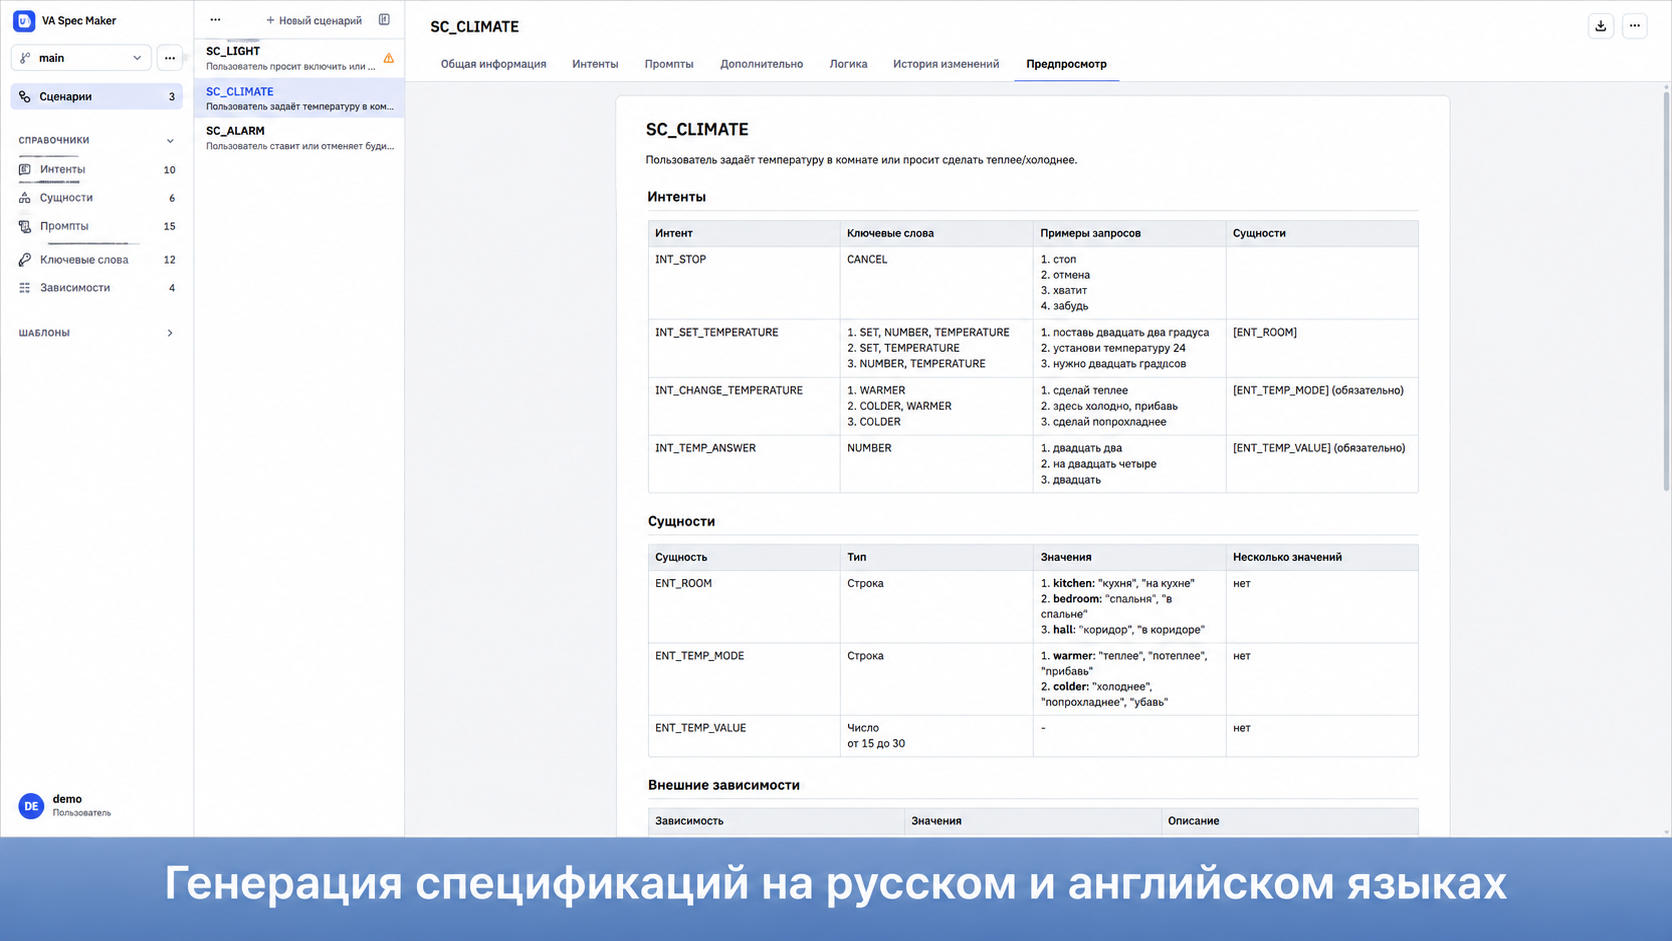 VA Spec Maker
main
Сценарии 3
СПРАВОЧНИКИ
Интенты 10
Сущности 6
Промпты 15
Ключевые слова 12
Зависимости 4
ШАБЛОНЫ
DE
demo
Пользователь
+ Новый сценарий
SC_LIGHT
Пользователь просит включить или ...
SC_CLIMATE
Пользователь задаёт температуру в ком...
SC_ALARM
Пользователь ставит или отменяет буди...
SC_CLIMATE
Общая информация Интенты Промпты Дополнительно Логика История изменений Предпросмотр
SC_CLIMATE
Пользователь задаёт температуру в комнате или просит сделать теплее/холоднее.
Интенты
Интент Ключевые слова Примеры запросов Сущности
INT_STOP CANCEL 1. стоп
2. отмена
3. хватит
4. забудь
INT_SET_TEMPERATURE 1. SET, NUMBER, TEMPERATURE 1. поставь двадцать два градуса [ENT_ROOM]
2. SET, TEMPERATURE 2. установи температуру 24
3. NUMBER, TEMPERATURE 3. нужно двадцать градусов
INT_CHANGE_TEMPERATURE 1. WARMER 1. сделай теплее [ENT_TEMP_MODE] (обязательно)
2. COLDER, WARMER 2. здесь холодно, прибавь
3. COLDER 3. сделай попрохладнее
INT_TEMP_ANSWER NUMBER 1. двадцать два [ENT_TEMP_VALUE] (обязательно)
2. на двадцать четыре
3. двадцать
Сущности
Сущность Тип Значения Несколько значений
ENT_ROOM Строка 1. kitchen: "кухня", "на кухне" нет
2. bedroom: "спальня", "в
спальне"
3. hall: "коридор", "в коридоре"
ENT_TEMP_MODE Строка 1. warmer: "теплее", "потеплее", нет
"прибавь"
2. colder: "холоднее",
"попрохладнее", "убавь"
ENT_TEMP_VALUE Число - нет
от 15 до 30
Внешние зависимости
Зависимость Значения Описание
Генерация спецификаций на русском и английском языках